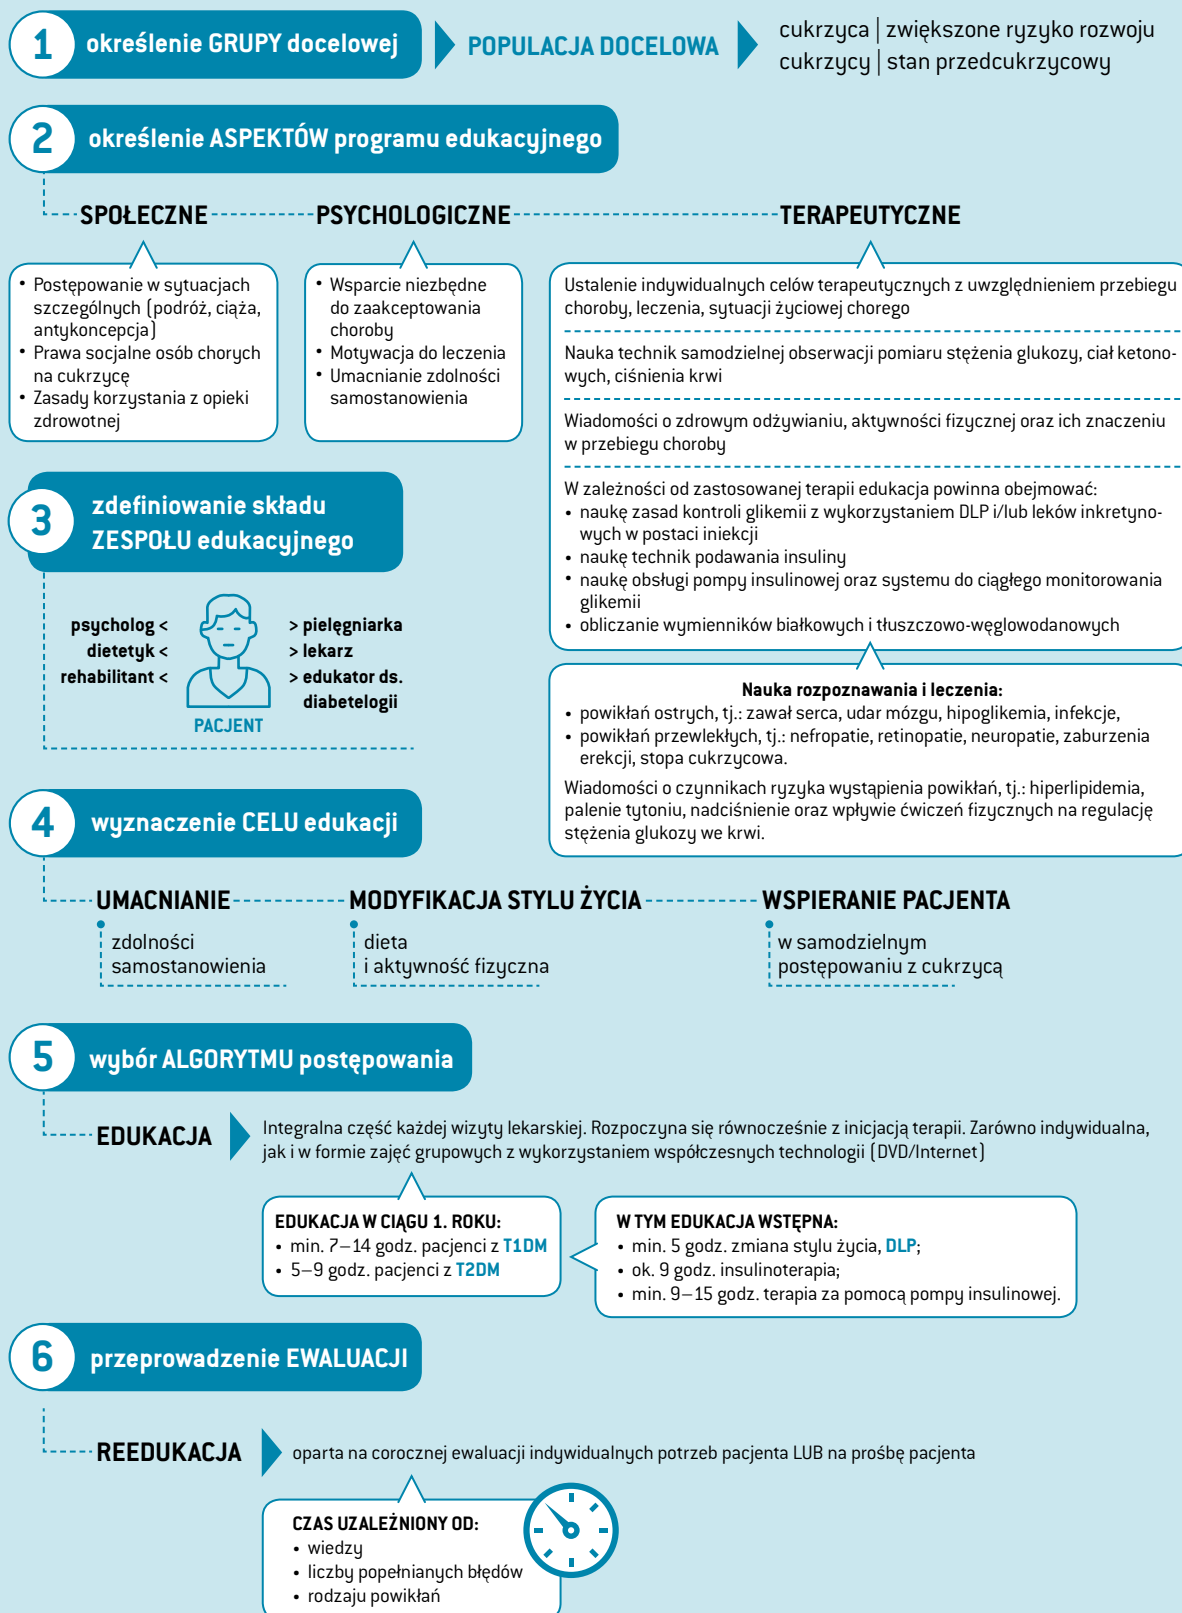 1
określenie GRUPY docelowej
POPULACJA DOCELOWA
cukrzyca | zwiększone ryzyko rozwoju
cukrzycy | stan przedcukrzycowy
2
określenie ASPEKTÓW programu edukacyjnego
SPOŁECZNE
• Postępowanie w sytuacjach
szczególnych (podróż, ciąża,
antykoncepcja)
• Prawa socjalne osób chorych
na cukrzycę
• Zasady korzystania z opieki
zdrowotnej
PSYCHOLOGICZNE
• Wsparcie niezbędne
do zaakceptowania
choroby
• Motywacja do leczenia
• Umacnianie zdolności
samostanowienia
TERAPEUTYCZNE
Ustalenie indywidualnych celów terapeutycznych z uwzględnieniem przebiegu
choroby, leczenia, sytuacji życiowej chorego
Nauka technik samodzielnej obserwacji pomiaru stężenia glukozy, ciał ketono-
wych, ciśnienia krwi
Wiadomości o zdrowym odżywianiu, aktywności fizycznej oraz ich znaczeniu
w przebiegu choroby
W zależności od zastosowanej terapii edukacja powinna obejmować:
• naukę zasad kontroli glikemii z wykorzystaniem DLP i/lub leków inkretyno-
wych w postaci iniekcji
• naukę technik podawania insuliny
• naukę obsługi pompy insulinowej oraz systemu do ciągłego monitorowania
glikemii
• obliczanie wymienników białkowych i tłuszczowo-węglowodanowych
Nauka rozpoznawania i leczenia:
• powikłań ostrych, tj.: zawał serca, udar mózgu, hipoglikemia, infekcje,
• powikłań przewlekłych, tj.: nefropatie, retinopatie, neuropatie, zaburzenia
erekcji, stopa cukrzycowa.
Wiadomości o czynnikach ryzyka wystąpienia powikłań, tj.: hiperlipidemia,
palenie tytoniu, nadciśnienie oraz wpływie ćwiczeń fizycznych na regulację
stężenia glukozy we krwi.
3
zdefiniowanie składu
ZESPOŁU edukacyjnego
psycholog <
dietetyk <
rehabilitant <
PACJENT
> pielęgniarka
> lekarz
> edukator ds.
diabetelogii
4
wyznaczenie CELU edukacji
UMACNIANIE
zdolności
samostanowienia
MODYFIKACJA STYLU ŻYCIA
dieta
i aktywność fizyczna
WSPIERANIE PACJENTA
w samodzielnym
postępowaniu z cukrzycą
5
wybór ALGORYTMU postępowania
EDUKACJA
Integralna część każdej wizyty lekarskiej. Rozpoczyna się równocześnie z inicjacją terapii. Zarówno indywidualna,
jak i w formie zajęć grupowych z wykorzystaniem współczesnych technologii (DVD/Internet)
EDUKACJA W CIĄGU 1. ROKU:
• min. 7–14 godz. pacjenci z T1DM
• 5–9 godz. pacjenci z T2DM
W TYM EDUKACJA WSTĘPNA:
• min. 5 godz. zmiana stylu życia, DLP;
• ok. 9 godz. insulinoterapia;
• min. 9–15 godz. terapia za pomocą pompy insulinowej.
6
przeprowadzenie EWALUACJI
REEDUKACJA
oparta na corocznej ewaluacji indywidualnych potrzeb pacjenta LUB na prośbę pacjenta
CZAS UZALEŻNIONY OD:
• wiedzy
• liczby popełnianych błędów
• rodzaju powikłań